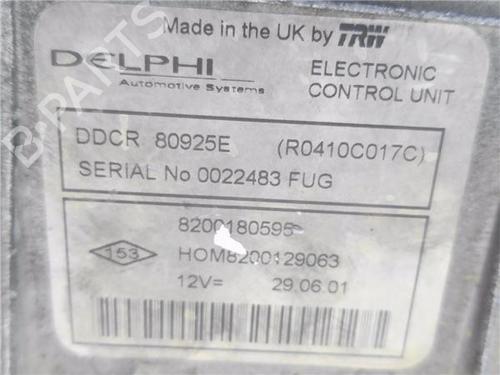 Made in the UK by TRW
DELPHI
Automotive Systems
ELECTRONIC
CONTROL UNIT
DDCR 80925E (R0410C017C)
SERIAL No 0022483 FUG
8200180595
153
HOM8200129063
12V= 29.06.01
B-PARTS